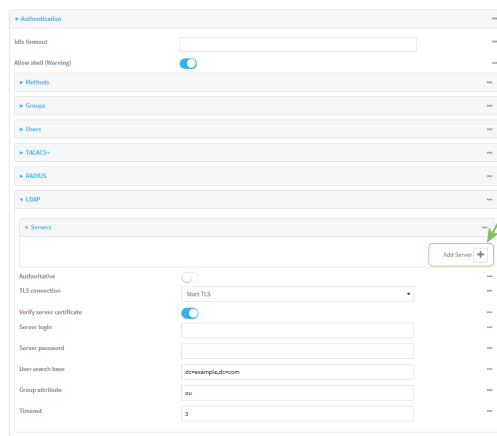 ▾ Authentication
Idle timeout
Allow shell (Warning)
▸ Methods
▸ Groups
▸ Users
▸ TACACS+
▸ RADIUS
▾ LDAP
▾ Servers
Add Server +
Authoritative
TLS connection Start TLS
Verify server certificate
Server login
Server password
User search base dc=example,dc=com
Group attribute ou
Timeout 3